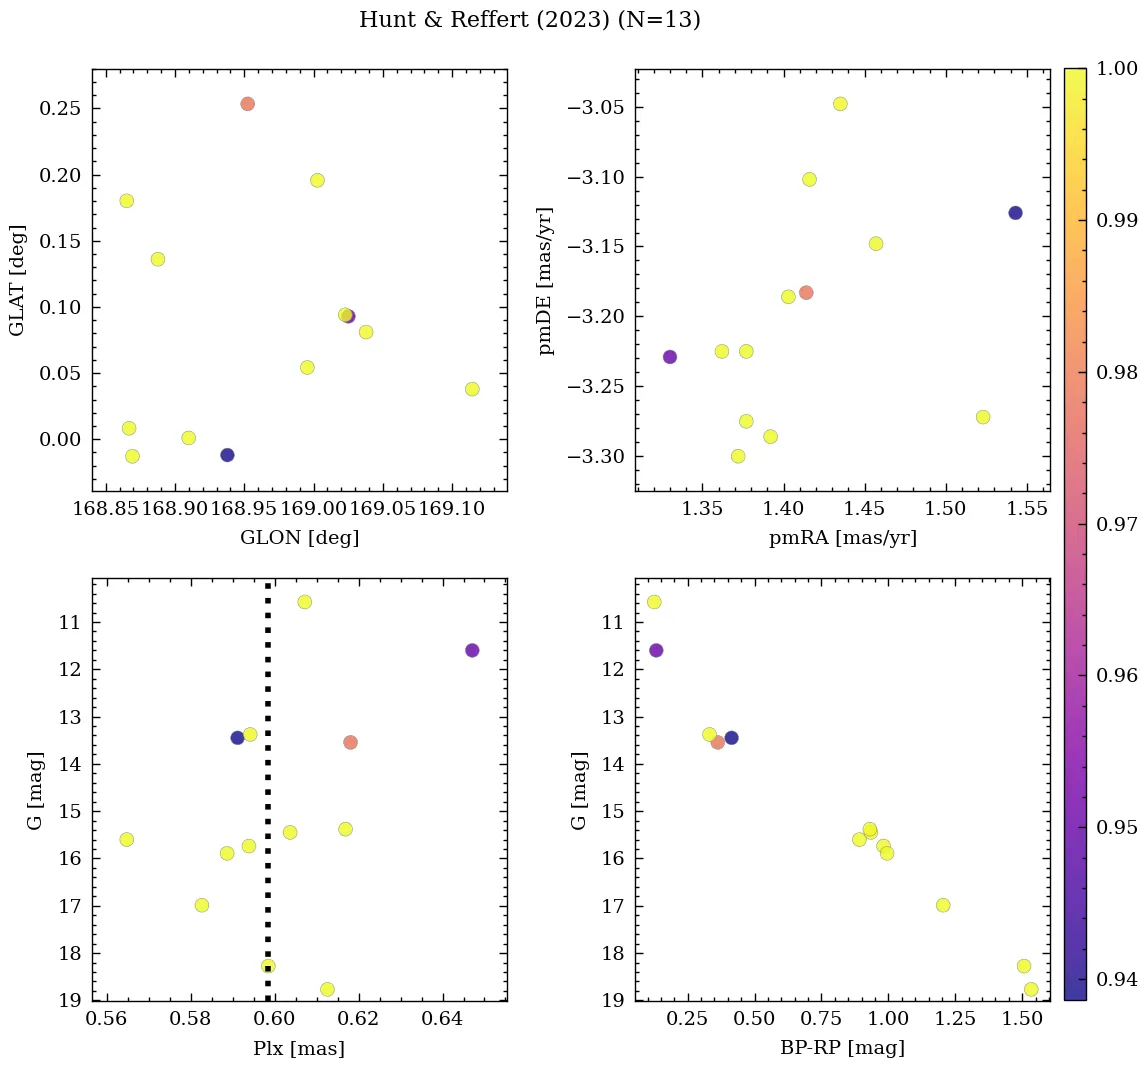 Hunt & Reffert (2023) (N=13)
GLAT [deg]
0.25
0.20
0.15
0.10
0.05
0.00
168.85 168.90 168.95 169.00 169.05 169.10
GLON [deg]
pmDE [mas/yr]
−3.05
−3.10
−3.15
−3.20
−3.25
−3.30
1.35 1.40 1.45 1.50 1.55
pmRA [mas/yr]
G [mag]
11
12
13
14
15
16
17
18
19
0.56 0.58 0.60 0.62 0.64
Plx [mas]
G [mag]
11
12
13
14
15
16
17
18
19
0.25 0.50 0.75 1.00 1.25 1.50
BP-RP [mag]
1.00
0.99
0.98
0.97
0.96
0.95
0.94